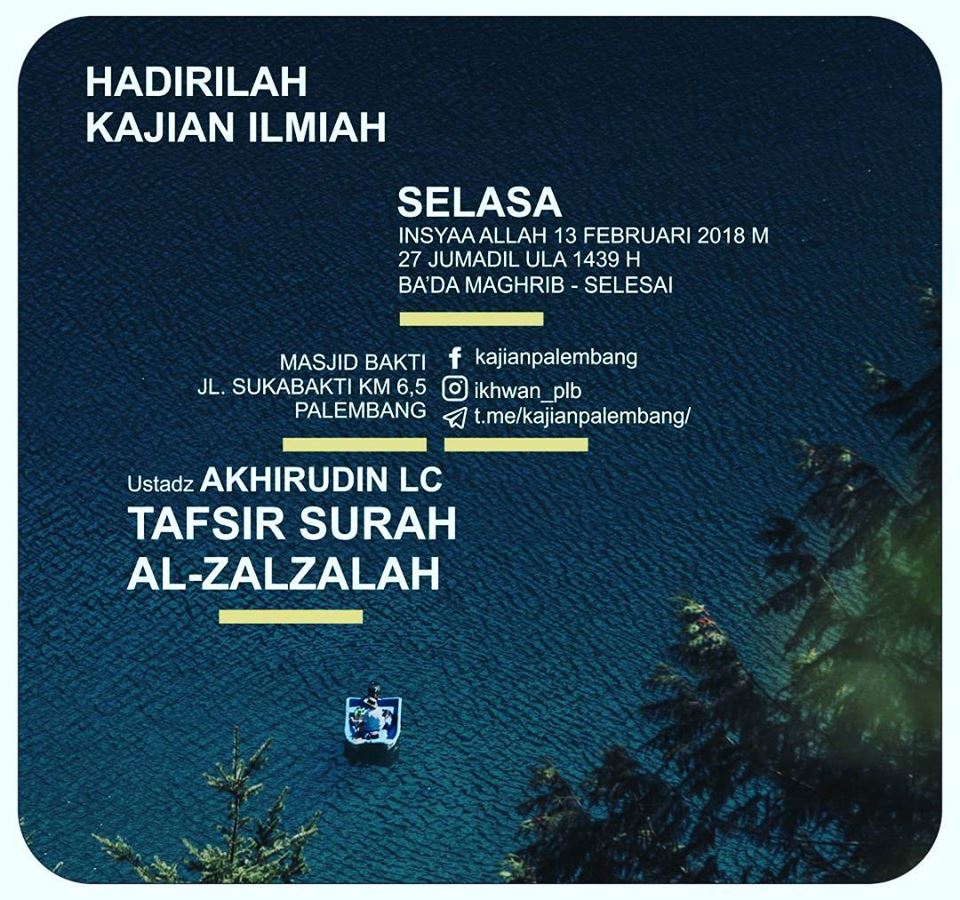 HADIRILAH
KAJIAN ILMIAH
SELASA
INSYAA ALLAH 13 FEBRUARI 2018 M
27 JUMADIL ULA 1439 H
BA'DA MAGHRIB - SELESAI
MASJID BAKTI
JL. SUKABAKTI KM 6,5
PALEMBANG
kajianpalembang
ikhwan_plb
t.me/kajianpalembang/
Ustadz AKHIRUDIN LC
TAFSIR SURAH
AL-ZALZALAH